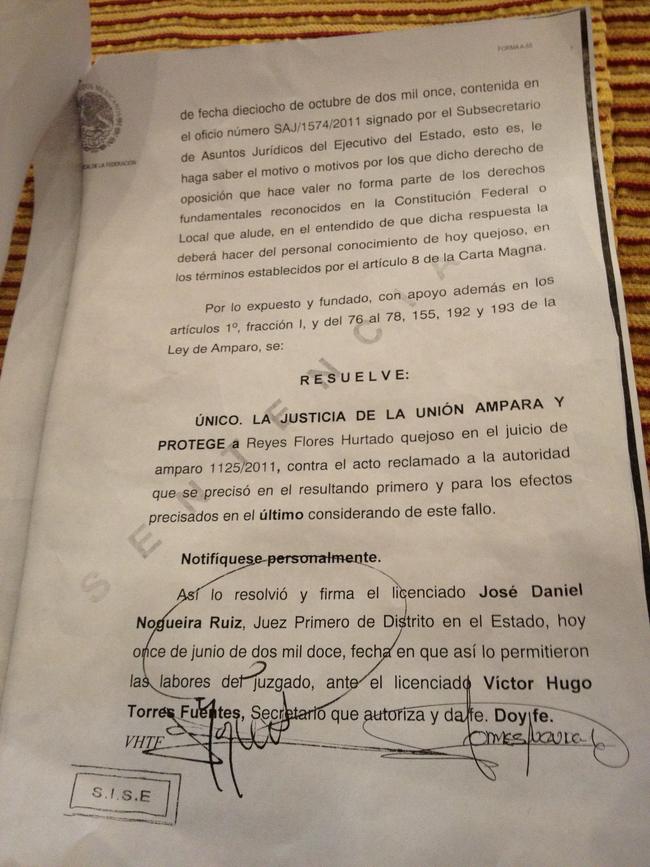 FORMA A-55
de fecha dieciocho de octubre de dos mil once, contenida en
el oficio número SAJ/1574/2011 signado por el Subsecretario
de Asuntos Jurídicos del Ejecutivo del Estado, esto es, le
haga saber el motivo o motivos por los que dicho derecho de
oposición que hace valer no forma parte de los derechos
fundamentales reconocidos en la Constitución Federal o
Local que alude, en el entendido de que dicha respuesta la
deberá hacer del personal conocimiento de hoy quejoso, en
los términos establecidos por el artículo 8 de la Carta Magna.
Por lo expuesto y fundado, con apoyo además en los
artículos 1º, fracción I, y del 76 al 78, 155, 192 y 193 de la
Ley de Amparo, se:
R E S U E L V E:
ÚNICO. LA JUSTICIA DE LA UNIÓN AMPARA Y
PROTEGE a Reyes Flores Hurtado quejoso en el juicio de
amparo 1125/2011, contra el acto reclamado a la autoridad
que se precisó en el resultando primero y para los efectos
precisados en el último considerando de este fallo.
Notifíquese personalmente.
Así lo resolvió y firma el licenciado José Daniel
Nogueira Ruiz, Juez Primero de Distrito en el Estado, hoy
once de junio de dos mil doce, fecha en que así lo permitieron
las labores del juzgado, ante el licenciado Víctor Hugo
Torres Fuentes, Secretario que autoriza y da fe. Doy fe.
VHTF
S.I.S.E
S E N T E N C I A
DE LA FEDERACIÓN